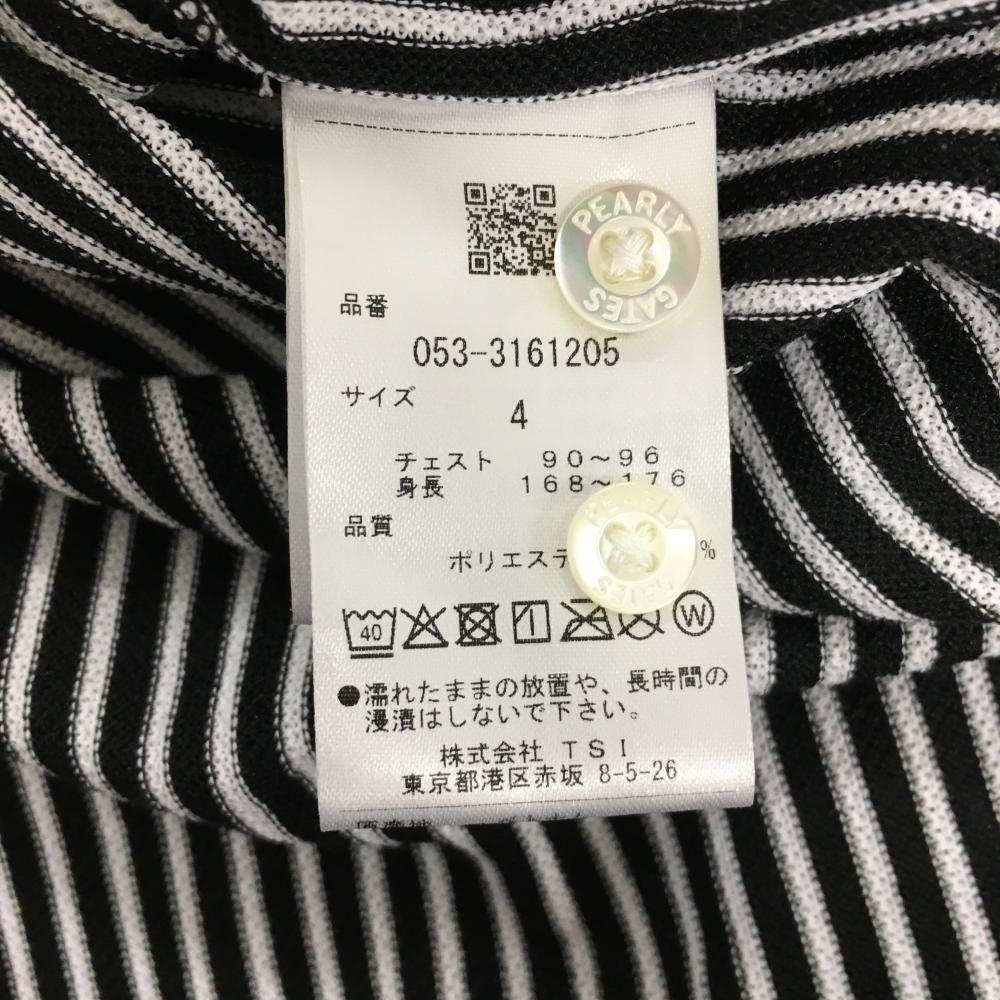 PEARLY
GATES
品番
053-3161205
サイズ
4
チェスト 90～96
身長 168～176
品質
ポリエステ %
40
W
●濡れたままの放置や、長時間の
浸漬はしないで下さい。
株式会社 TSI
東京都港区赤坂 8-5-26